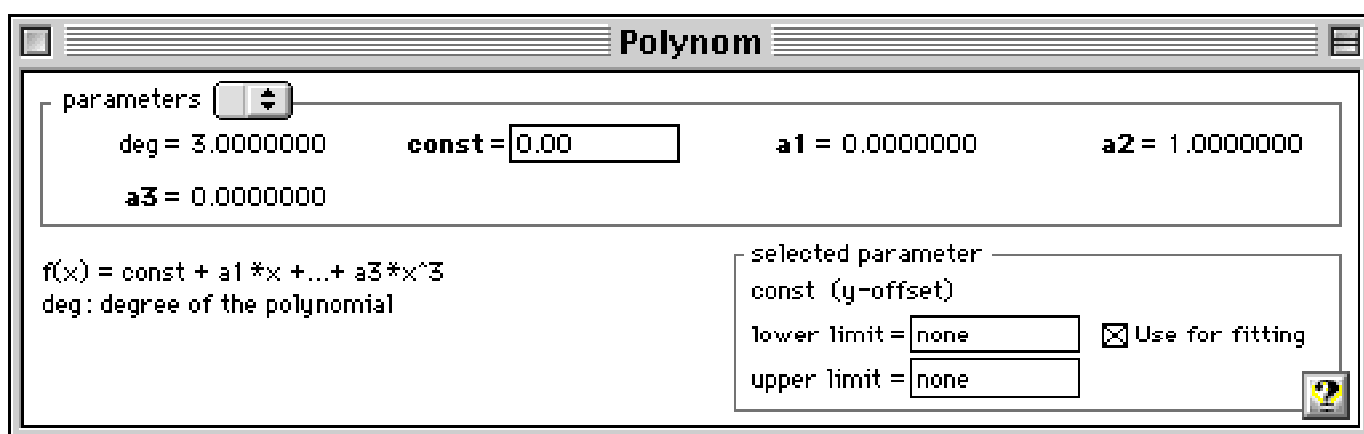 Polynom
parameters
deg = 3.0000000 const = 0.00 a1 = 0.0000000 a2 = 1.0000000
a3 = 0.0000000
f(x) = const + a1*x +...+ a3*x^3
deg: degree of the polynomial
selected parameter
const (y-offset)
lower limit = none Use for fitting
upper limit = none
?